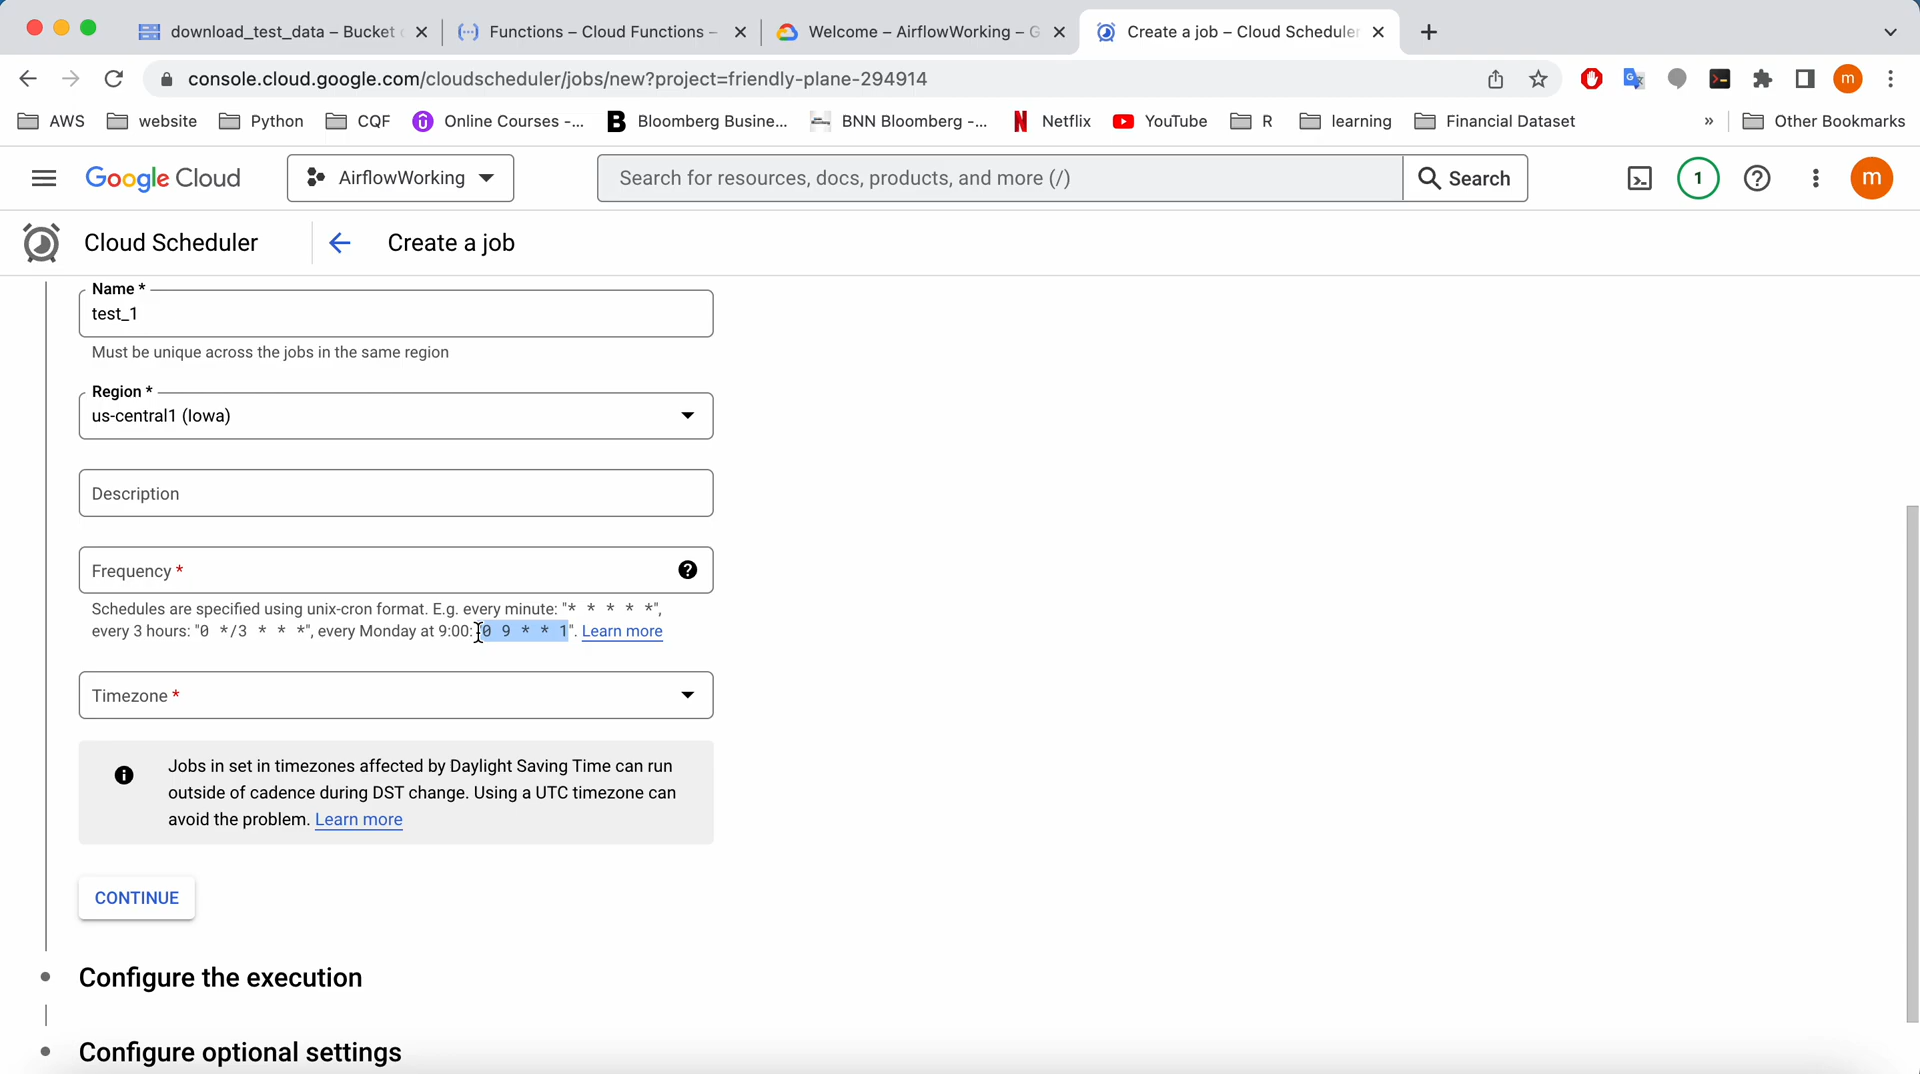 download_test_data – Bucket
Functions – Cloud Functions –
Welcome – AirflowWorking – G
Create a job – Cloud Scheduler
console.cloud.google.com/cloudscheduler/jobs/new?project=friendly-plane-294914
m
AWS
website
Python
CQF
Online Courses -...
Bloomberg Busine...
BNN Bloomberg -...
Netflix
YouTube
R
learning
Financial Dataset
»
Other Bookmarks
Google Cloud
AirflowWorking
Search for resources, docs, products, and more (/)
Search
1
m
Cloud Scheduler
Create a job
Name *
test_1
Must be unique across the jobs in the same region
Region *
us-central1 (Iowa)
Description
Frequency *
Schedules are specified using unix-cron format. E.g. every minute: "* * * * *",
every 3 hours: "0 */3 * * *", every Monday at 9:00: "0 9 * * 1". Learn more
Timezone *
Jobs in set in timezones affected by Daylight Saving Time can run
outside of cadence during DST change. Using a UTC timezone can
avoid the problem. Learn more
CONTINUE
Configure the execution
Configure optional settings